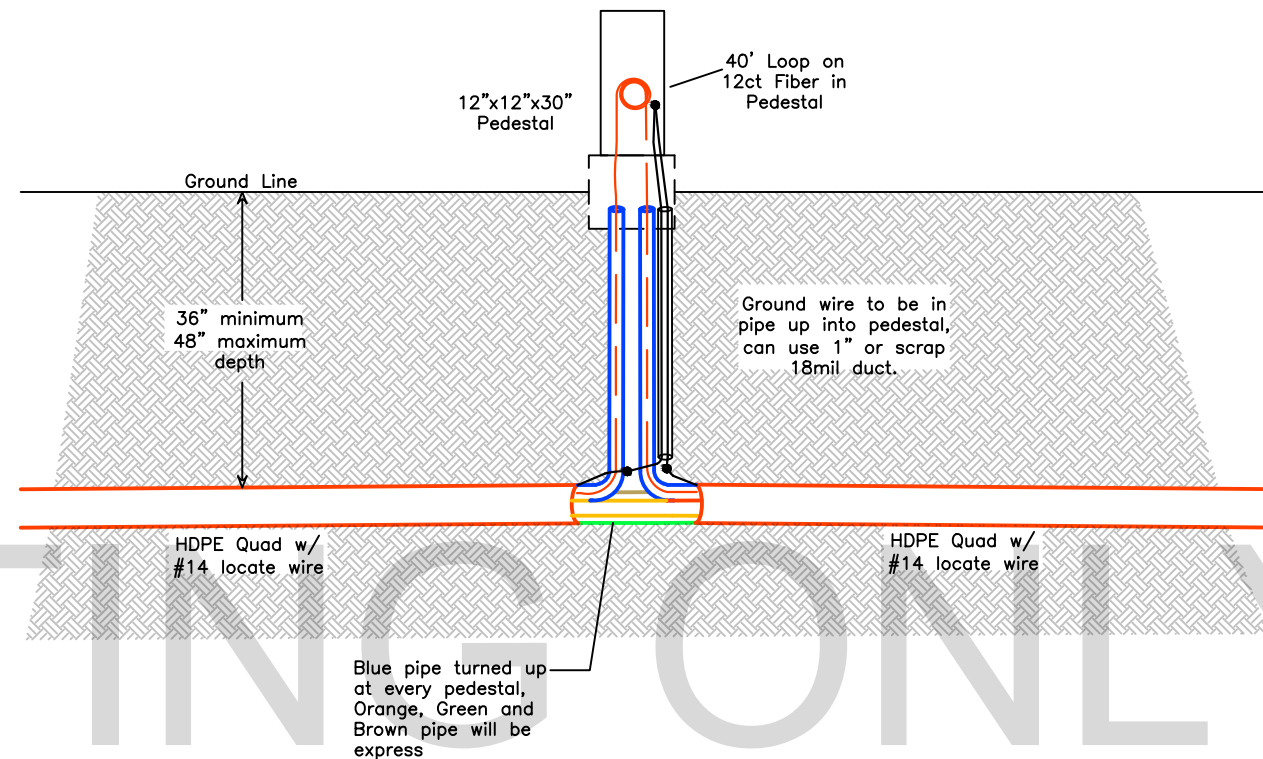 40' Loop on
12ct Fiber in
Pedestal
12"x12"x30"
Pedestal
Ground Line
36" minimum
48" maximum
depth
Ground wire to be in
pipe up into pedestal,
can use 1" or scrap
18mil duct.
HDPE Quad w/
#14 locate wire
HDPE Quad w/
#14 locate wire
TING ONLY
Blue pipe turned up
at every pedestal,
Orange, Green and
Brown pipe will be
express